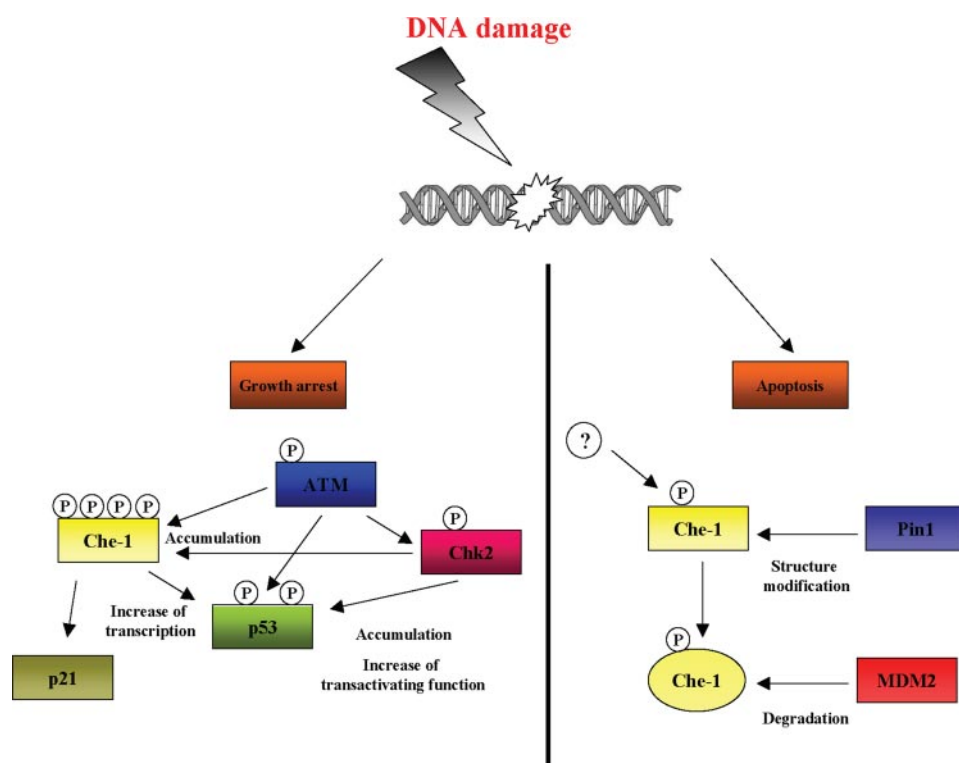 DNA damage
Growth arrest
P
ATM
P P P P
Che-1
Accumulation
P
Chk2
Increase of
transcription
P P
p53
Accumulation
Increase of
transactivating function
p21
Apoptosis
?
P
Che-1
Pin1
Structure
modification
P
Che-1
MDM2
Degradation